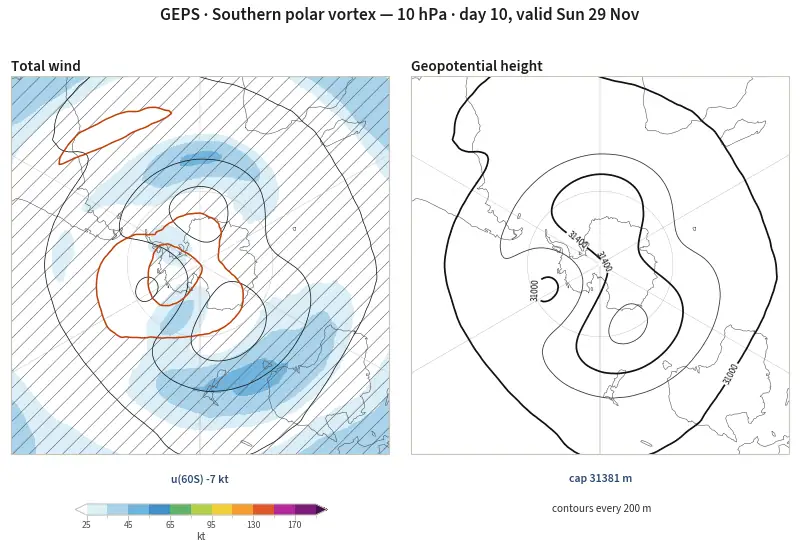 GEPS · Southern polar vortex — 10 hPa · day 10, valid Sun 29 Nov
Total wind
Geopotential height
31400
31400
31000
31000
u(60S) -7 kt
cap 31381 m
contours every 200 m
25 45 65 95 130 170
kt